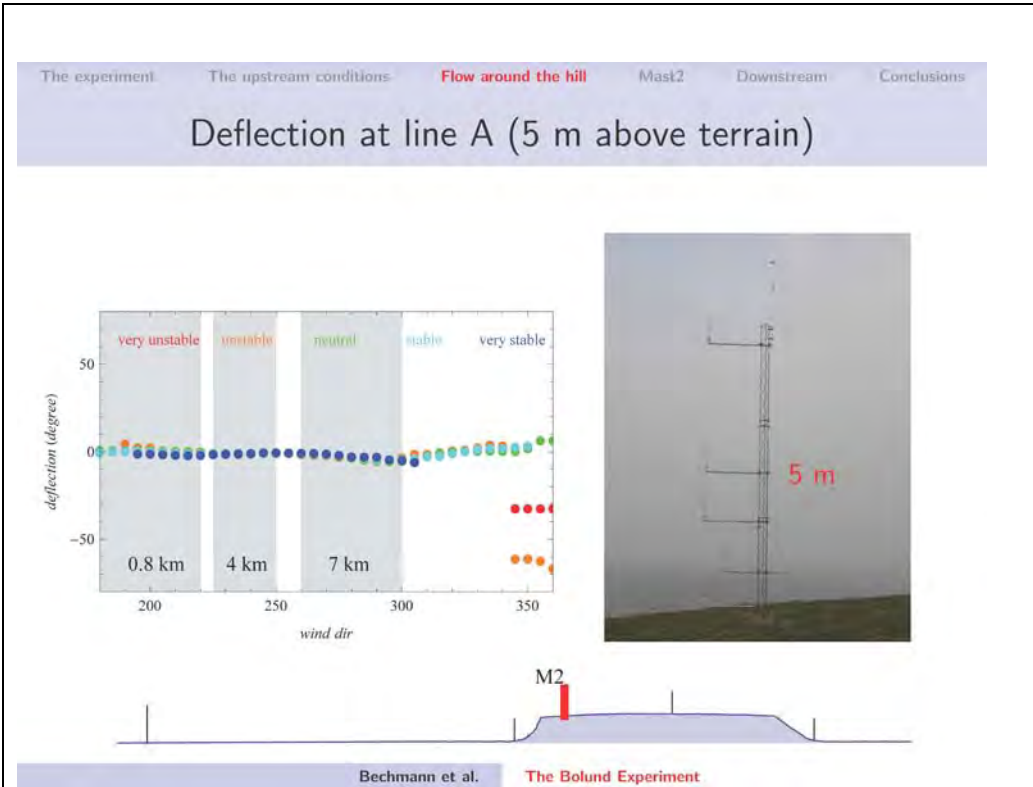 The experiment The upstream conditions Flow around the hill Mast2 Downstream Conclusions
Deflection at line A (5 m above terrain)
very unstable unstable neutral stable very stable
50
0
−50
deflection (degree)
0.8 km 4 km 7 km
200 250 300 350
wind dir
5 m
M2
Bechmann et al. The Bolund Experiment